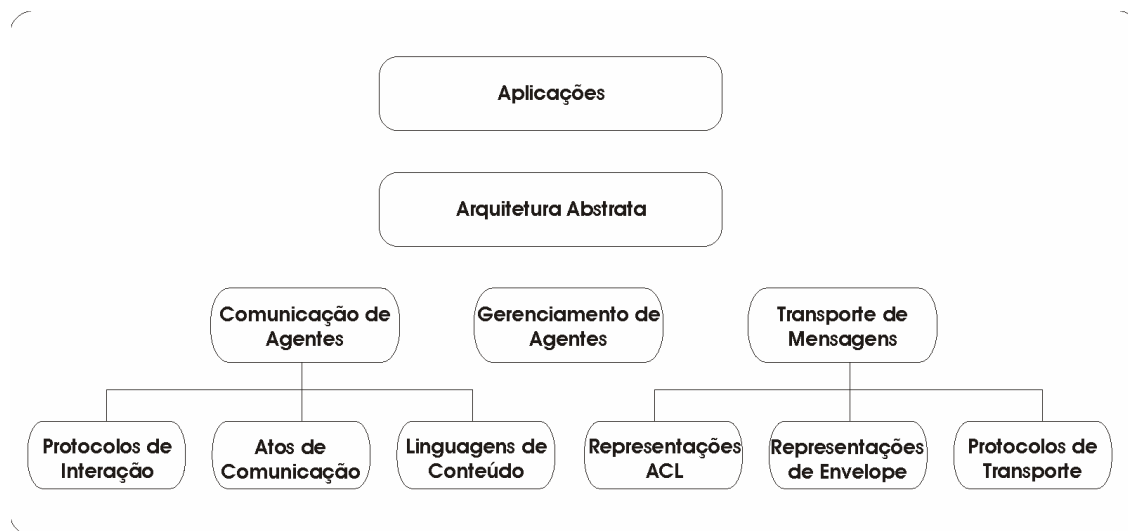 Aplicações
Arquitetura Abstrata
Comunicação de
Agentes
Gerenciamento de
Agentes
Transporte de
Mensagens
Protocolos de
Interação
Atos de
Comunicação
Linguagens de
Conteúdo
Representações
ACL
Representações
de Envelope
Protocolos de
Transporte